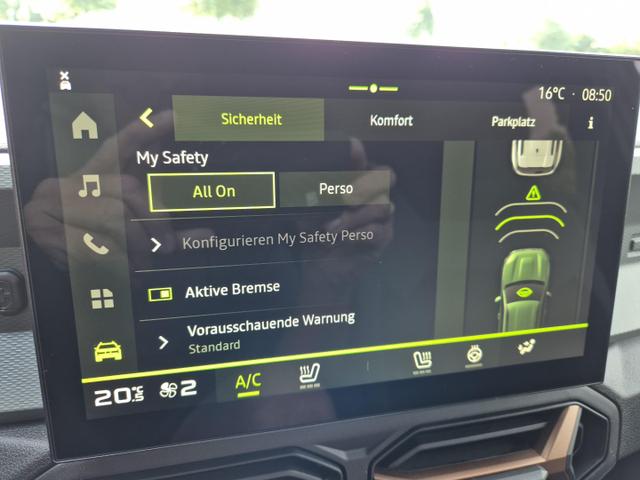 16°C · 08:50
Sicherheit
Komfort
Parkplatz
i
My Safety
All On
Perso
Konfigurieren My Safety Perso
Aktive Bremse
Vorausschauende Warnung
Standard
20.5°C
2
A/C